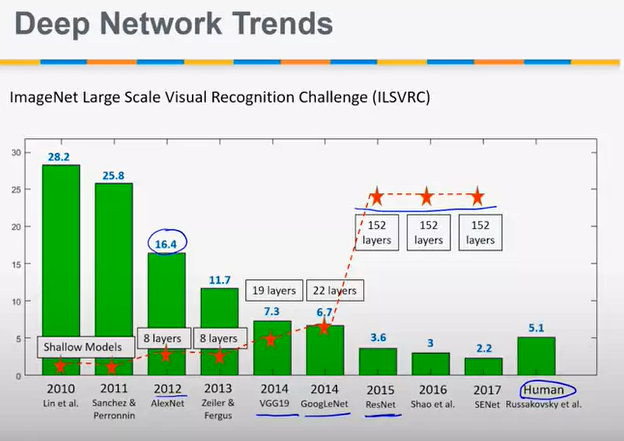 Deep Network Trends
ImageNet Large Scale Visual Recognition Challenge (ILSVRC)
30
25
20
15
10
5
0
28.2
25.8
16.4
11.7
7.3
6.7
3.6
3
2.2
5.1
Shallow Models
8 layers
8 layers
19 layers
22 layers
152
layers
152
layers
152
layers
2010
Lin et al.
2011
Sanchez &
Perronnin
2012
AlexNet
2013
Zeiler &
Fergus
2014
VGG19
2014
GoogLeNet
2015
ResNet
2016
Shao et al.
2017
SENet
Human
Russakovsky et al.